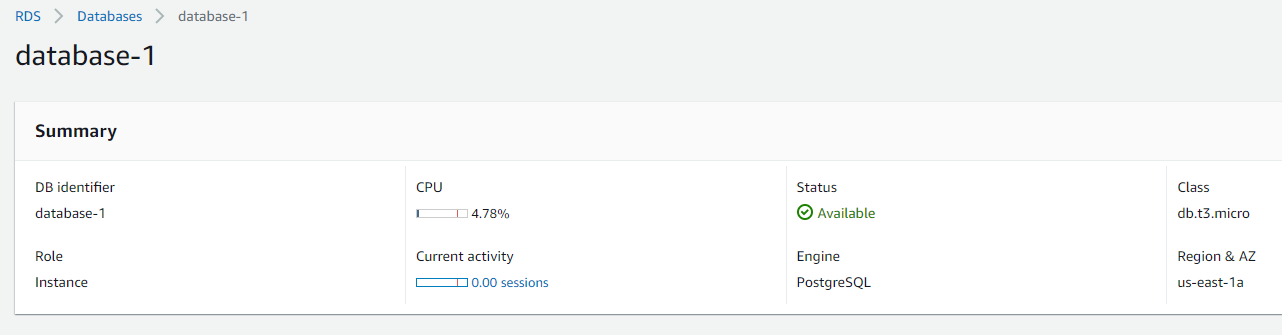 RDS > Databases > database-1
database-1
Summary
DB identifier
database-1
CPU
4.78%
Status
Available
Class
db.t3.micro
Role
Instance
Current activity
0.00 sessions
Engine
PostgreSQL
Region & AZ
us-east-1a